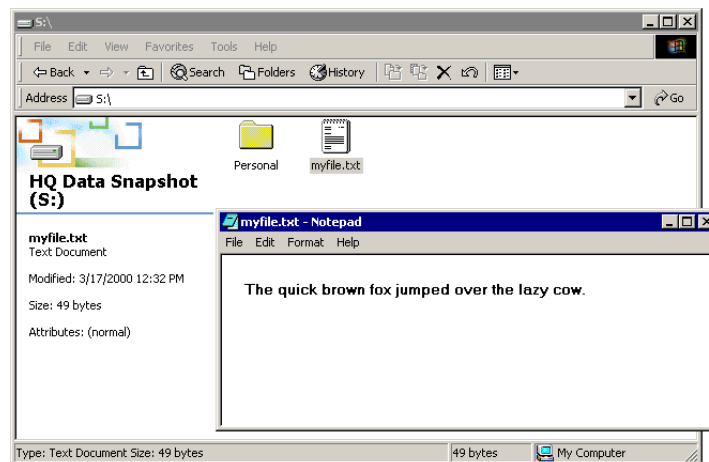 S:\
File Edit View Favorites Tools Help
Back Search Folders History
Address S:\ Go
Personal myfile.txt
HQ Data Snapshot
(S:)
myfile.txt
Text Document
Modified: 3/17/2000 12:32 PM
Size: 49 bytes
Attributes: (normal)
myfile.txt - Notepad
File Edit Format Help
The quick brown fox jumped over the lazy cow.
Type: Text Document Size: 49 bytes 49 bytes My Computer